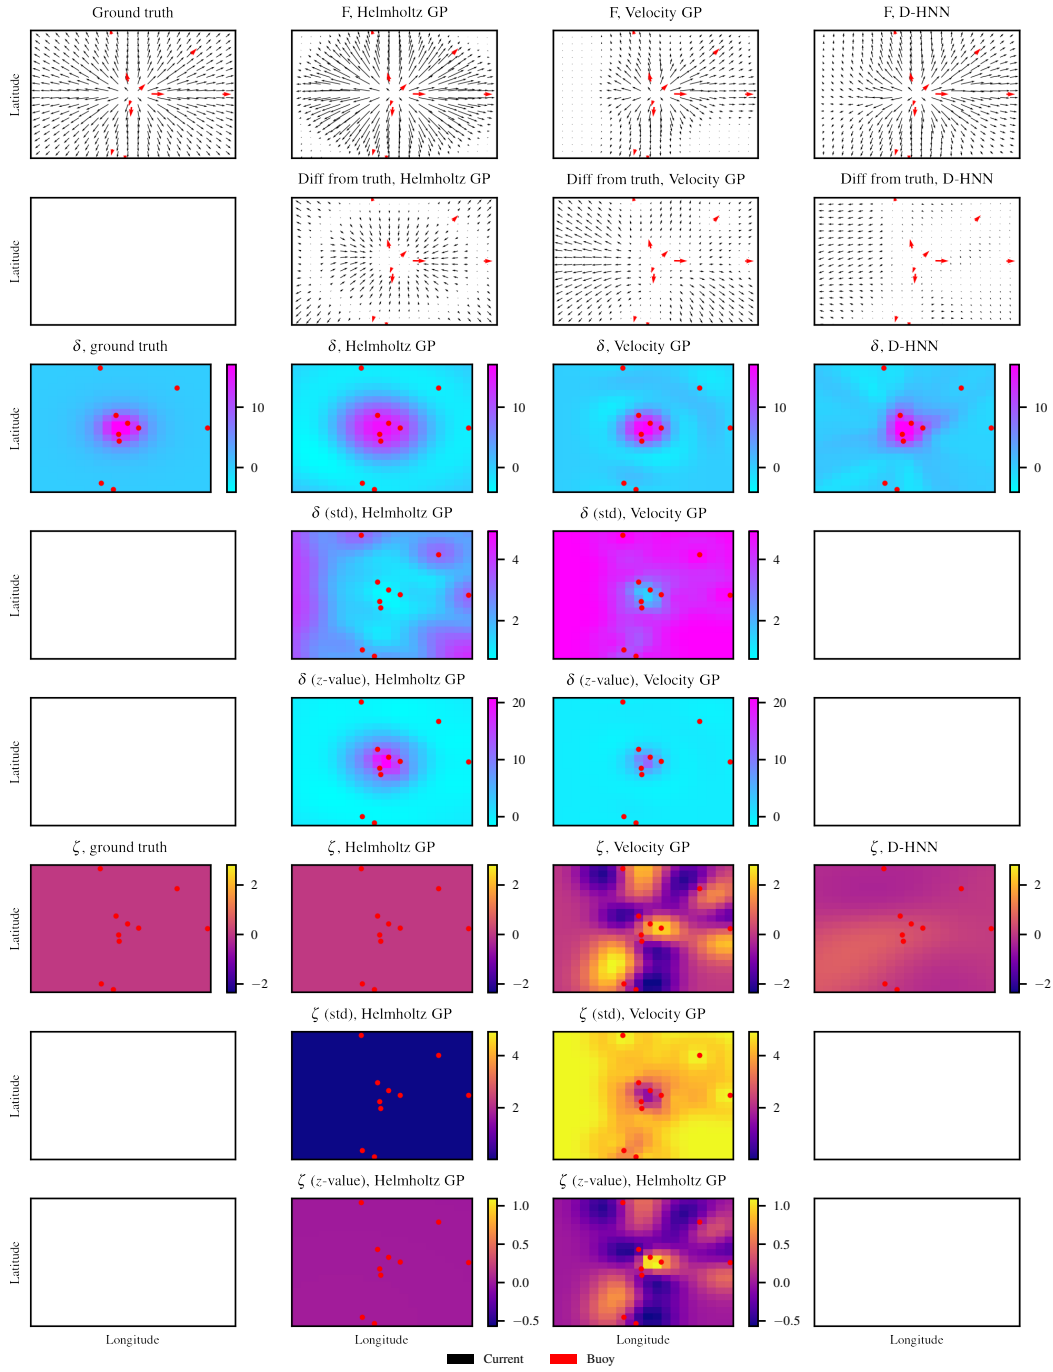 Ground truth
F, Helmholtz GP
F, Velocity GP
F, D-HNN
Latitude
Diff from truth, Helmholtz GP
Diff from truth, Velocity GP
Diff from truth, D-HNN
Latitude
δ, ground truth
δ, Helmholtz GP
δ, Velocity GP
δ, D-HNN
Latitude
10
0
10
0
10
0
10
0
δ (std), Helmholtz GP
δ (std), Velocity GP
Latitude
4
2
4
2
δ (z-value), Helmholtz GP
δ (z-value), Velocity GP
Latitude
20
10
0
20
10
0
ζ, ground truth
ζ, Helmholtz GP
ζ, Velocity GP
ζ, D-HNN
Latitude
2
0
−2
2
0
−2
2
0
−2
2
0
−2
ζ (std), Helmholtz GP
ζ (std), Velocity GP
Latitude
4
2
4
2
ζ (z-value), Helmholtz GP
ζ (z-value), Helmholtz GP
Latitude
1.0
0.5
0.0
−0.5
1.0
0.5
0.0
−0.5
Longitude
Longitude
Longitude
Longitude
Current
Buoy